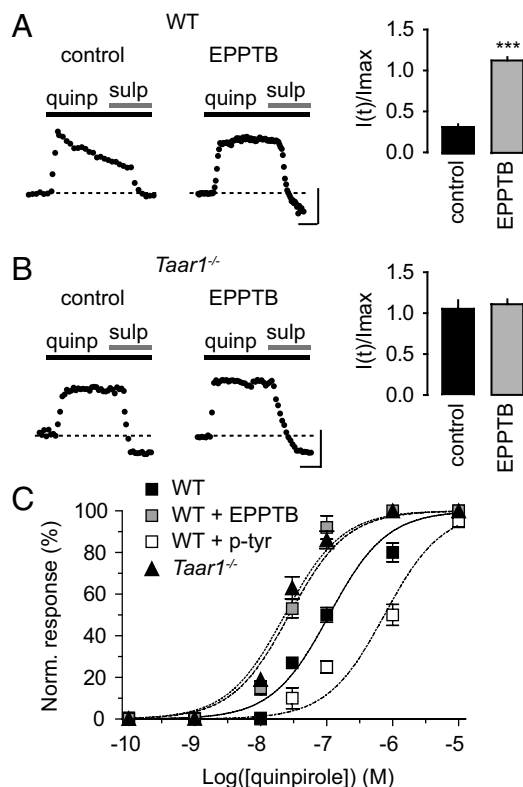 A
WT
control
EPPTB
quinp
sulp
quinp
sulp
I(t)/Imax
1.5
1.0
0.5
0.0
***
control
EPPTB
B
Taar1-/-
control
EPPTB
quinp
sulp
quinp
sulp
I(t)/Imax
1.5
1.0
0.5
0.0
control
EPPTB
C
WT
WT + EPPTB
WT + p-tyr
Taar1-/-
Norm. response (%)
100
80
60
40
20
0
-10 -9 -8 -7 -6 -5
Log([quinpirole]) (M)